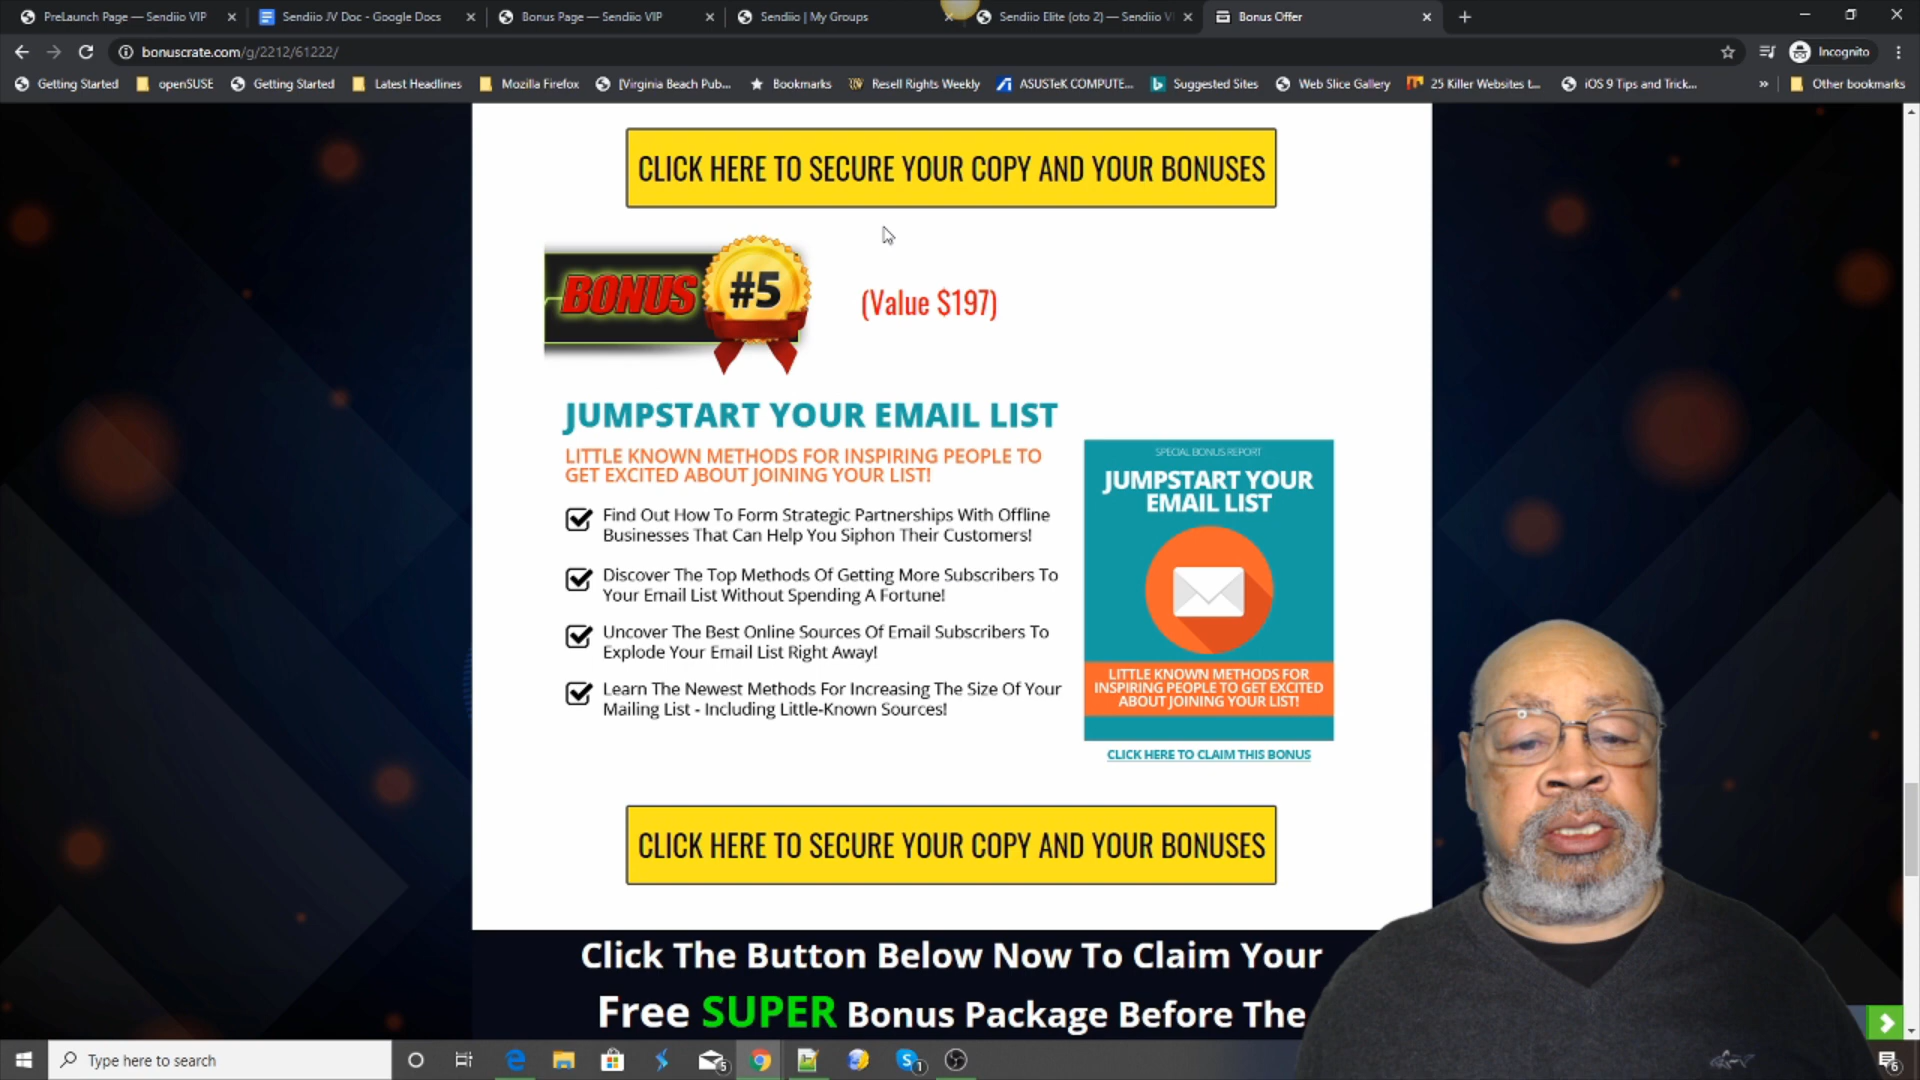 PreLaunch Page — Sendiio VIP
Sendiio JV Doc - Google Docs
Bonus Page — Sendiio VIP
Sendiio | My Groups
Sendiio Elite (oto 2) — Sendiio VI
Bonus Offer
bonuscrate.com/g/2212/61222/
Incognito
Getting Started
openSUSE
Getting Started
Latest Headlines
Mozilla Firefox
[Virginia Beach Pub...
Bookmarks
Resell Rights Weekly
ASUSTeK COMPUTE...
Suggested Sites
Web Slice Gallery
25 Killer Websites t...
iOS 9 Tips and Trick...
»
Other bookmarks
CLICK HERE TO SECURE YOUR COPY AND YOUR BONUSES
BONUS #5
(Value $197)
JUMPSTART YOUR EMAIL LIST
LITTLE KNOWN METHODS FOR INSPIRING PEOPLE TO
GET EXCITED ABOUT JOINING YOUR LIST!
Find Out How To Form Strategic Partnerships With Offline
Businesses That Can Help You Siphon Their Customers!
Discover The Top Methods Of Getting More Subscribers To
Your Email List Without Spending A Fortune!
Uncover The Best Online Sources Of Email Subscribers To
Explode Your Email List Right Away!
Learn The Newest Methods For Increasing The Size Of Your
Mailing List - Including Little-Known Sources!
SPECIAL BONUS REPORT
JUMPSTART YOUR
EMAIL LIST
LITTLE KNOWN METHODS FOR
INSPIRING PEOPLE TO GET EXCITED
ABOUT JOINING YOUR LIST!
CLICK HERE TO CLAIM THIS BONUS
CLICK HERE TO SECURE YOUR COPY AND YOUR BONUSES
Click The Button Below Now To Claim Your
Free SUPER Bonus Package Before The
Type here to search
5
1
6